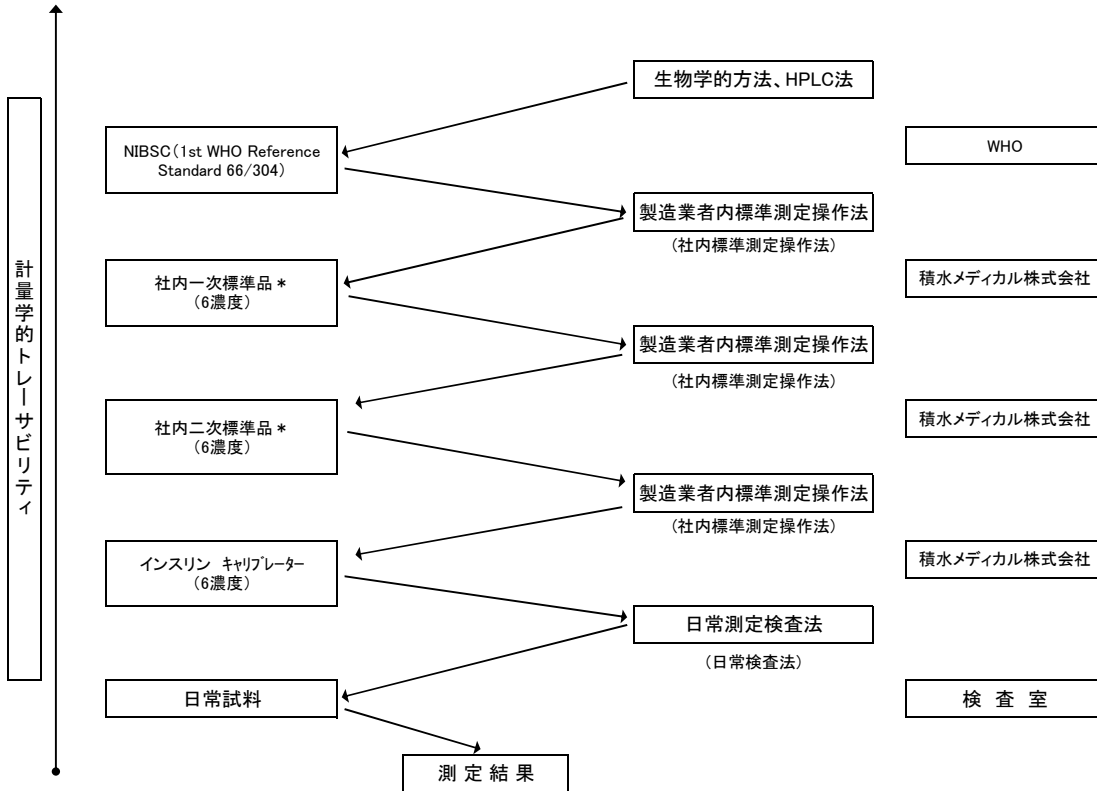 生物学的方法、HPLC法
NIBSC(1st WHO Reference
Standard 66/304)
WHO
製造業者内標準測定操作法
(社内標準測定操作法)
社内一次標準品*
(6濃度)
積水メディカル株式会社
製造業者内標準測定操作法
(社内標準測定操作法)
社内二次標準品*
(6濃度)
積水メディカル株式会社
製造業者内標準測定操作法
(社内標準測定操作法)
インスリン キャリブレーター
(6濃度)
積水メディカル株式会社
日常測定検査法
(日常検査法)
日常試料
検 査 室
測 定 結 果
計量学的トレーサビリティ